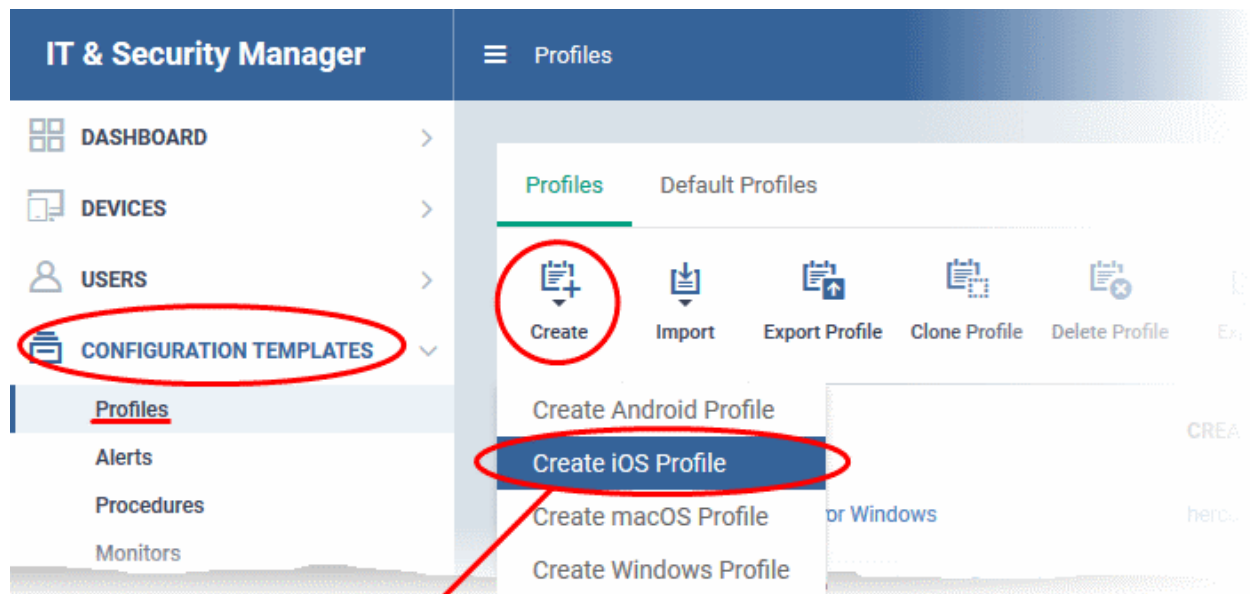 IT & Security Manager
Profiles
DASHBOARD
DEVICES
USERS
CONFIGURATION TEMPLATES
Profiles
Alerts
Procedures
Monitors
Profiles Default Profiles
Create Import Export Profile Clone Profile Delete Profile
Create Android Profile
Create iOS Profile
Create macOS Profile
Create Windows Profile
or Windows